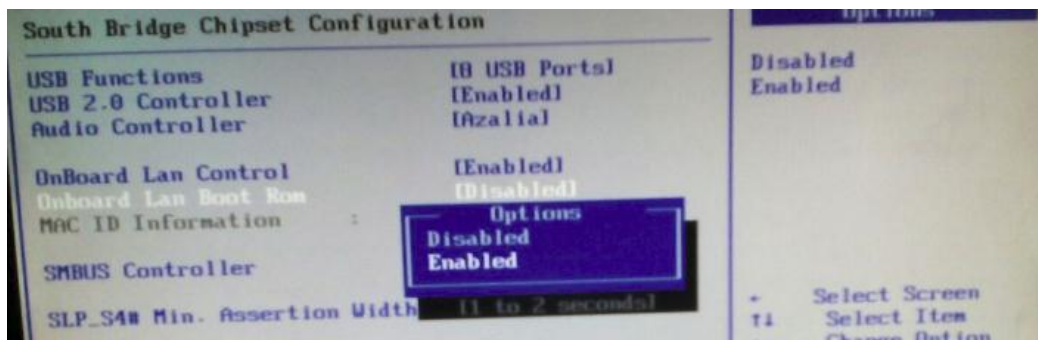 South Bridge Chipset Configuration
USB Functions [8 USB Ports]
USB 2.0 Controller [Enabled]
Audio Controller [Azalia]
OnBoard Lan Control [Enabled]
Onboard Lan Boot Rom [Disabled]
MAC ID Information :
SMBUS Controller
SLP_S4# Min. Assertion Width [1 to 2 seconds]
Options
Disabled
Enabled
Options
Disabled
Enabled
← Select Screen
↑↓ Select Item
Change Option